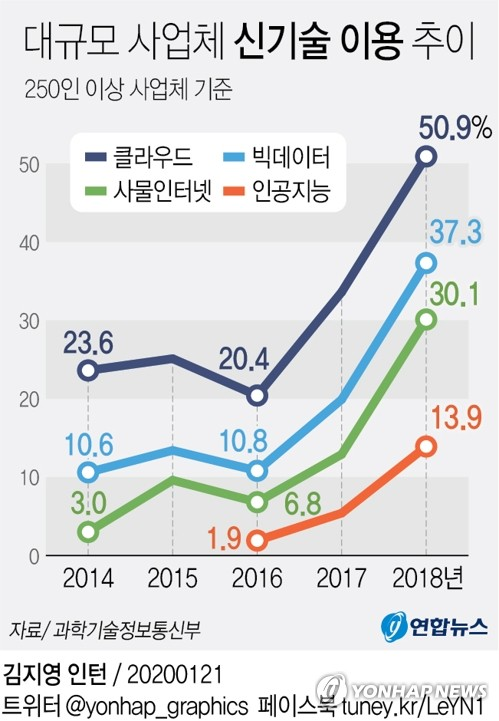 대규모 사업체 신기술 이용 추이
250인 이상 사업체 기준
50.9%
50
클라우드
빅데이터
사물인터넷
인공지능
37.3
40
30.1
30
23.6
20.4
20
13.9
10.6
10.8
10
3.0
6.8
1.9
0
2014 2015 2016 2017 2018년
자료/ 과학기술정보통신부
연합뉴스
김지영 인턴 / 20200121
트위터 @yonhap_graphics 페이스북 tuney.kr/LeYN1
YONHAP NEWS